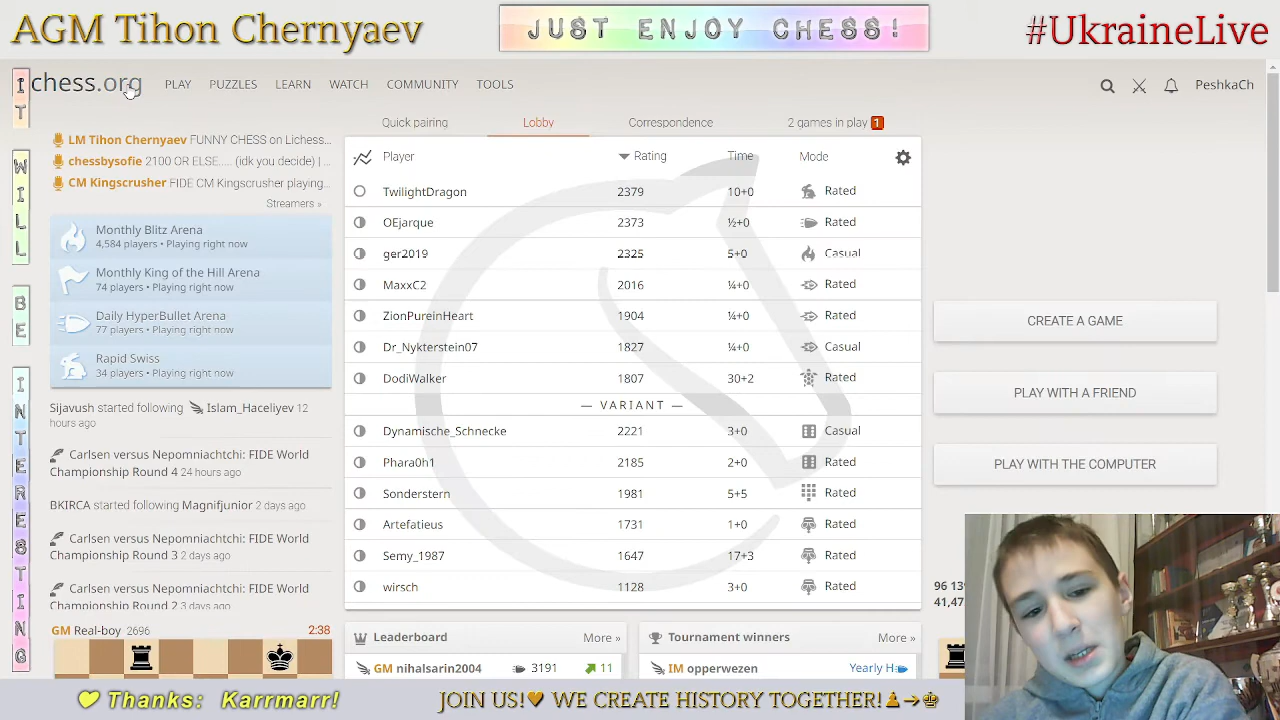 AGM Tihon Chernyaev
JUST ENJOY CHESS!
#UkraineLive
IT WILL BE INTERESTING
chess.org
PLAY PUZZLES LEARN WATCH COMMUNITY TOOLS
PeshkaCh
LM Tihon Chernyaev FUNNY CHESS on Lichess...
chessbysofie 2100 OR ELSE.... (idk you decide) |...
CM Kingscrusher FIDE CM Kingscrusher playing...
Streamers »
Monthly Blitz Arena
4,584 players • Playing right now
Monthly King of the Hill Arena
74 players • Playing right now
Daily HyperBullet Arena
77 players • Playing right now
Rapid Swiss
34 players • Playing right now
Sijavush started following Islam_Haceliyev 12
hours ago
Carlsen versus Nepomniachtchi: FIDE World
Championship Round 4 24 hours ago
BKIRCA started following Magnifjunior 2 days ago
Carlsen versus Nepomniachtchi: FIDE World
Championship Round 3 2 days ago
Carlsen versus Nepomniachtchi: FIDE World
Championship Round 2 3 days ago
GM Real-boy 2696 2:38
Quick pairing Lobby Correspondence 2 games in play 1
Player Rating Time Mode
TwilightDragon 2379 10+0 Rated
OEjarque 2373 ½+0 Rated
ger2019 2325 5+0 Casual
MaxxC2 2016 ¼+0 Rated
ZionPureinHeart 1904 ¼+0 Rated
Dr_Nykterstein07 1827 ¼+0 Casual
DodiWalker 1807 30+2 Rated
— VARIANT —
Dynamische_Schnecke 2221 3+0 Casual
Phara0h1 2185 2+0 Rated
Sonderstern 1981 5+5 Rated
Artefatieus 1731 1+0 Rated
Semy_1987 1647 17+3 Rated
wirsch 1128 3+0 Rated
Leaderboard More »
GM nihalsarin2004 3191 11
Tournament winners More »
IM opperwezen Yearly H
CREATE A GAME
PLAY WITH A FRIEND
PLAY WITH THE COMPUTER
96 13
41,47
Thanks: Karrmarr!
JOIN US! WE CREATE HISTORY TOGETHER!